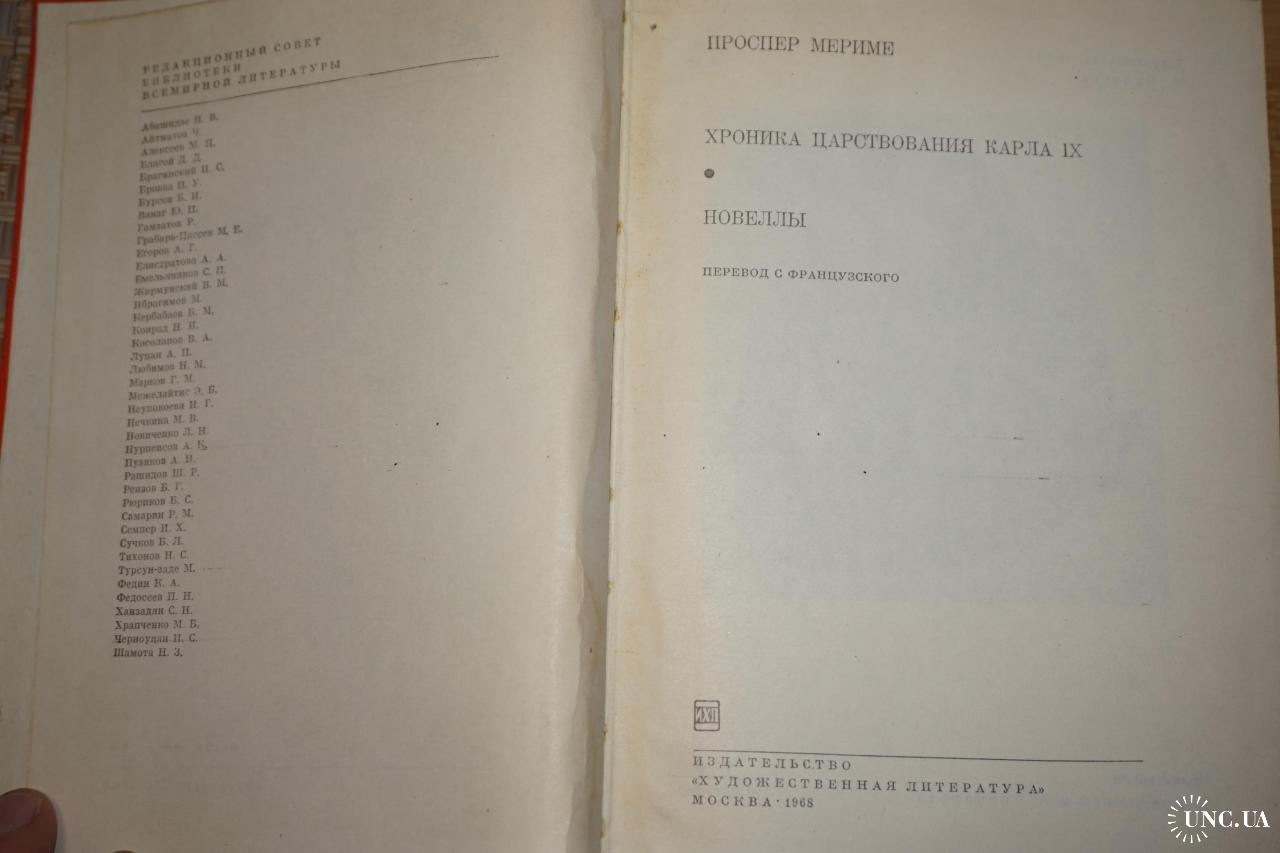 РЕДАКЦИОННЫЙ СОВЕТ
БИБЛИОТЕКИ
ВСЕМИРНОЙ ЛИТЕРАТУРЫ
Абашидзе И. В.
Айтматов Ч.
Алексеев М. П.
Благой Д. Д.
Брагинский И. С.
Бровка П. У.
Бурсов Б. И.
Ванаг Ю. П.
Гамзатов Р.
Грабарь-Пассек М. Е.
Егоров А. Г.
Елистратова А. А.
Емельяников С. П.
Жирмунский В. М.
Ибрагимов М.
Кербабаев Б. М.
Конрад Н. И.
Косолапов В. А.
Лупан А. П.
Любимов Н. М.
Марков Г. М.
Межелайтис Э. Б.
Неупокоева И. Г.
Нечкина М. В.
Новиченко Л. Н.
Нурпеисов А. К.
Пузиков А. И.
Рашидов Ш. Р.
Реизов Б. Г.
Рюриков Б. С.
Самарин Р. М.
Семпер И. Х.
Сучков Б. Л.
Тихонов Н. С.
Турсун-заде М.
Федин К. А.
Федосеев П. Н.
Ханзадян С. Н.
Храпченко М. Б.
Черноуцан И. С.
Шамота Н. З.
ПРОСПЕР МЕРИМЕ
ХРОНИКА ЦАРСТВОВАНИЯ КАРЛА IX
НОВЕЛЛЫ
ПЕРЕВОД С ФРАНЦУЗСКОГО
ИХЛ
ИЗДАТЕЛЬСТВО
«ХУДОЖЕСТВЕННАЯ ЛИТЕРАТУРА»
МОСКВА · 1968
UNC.UA